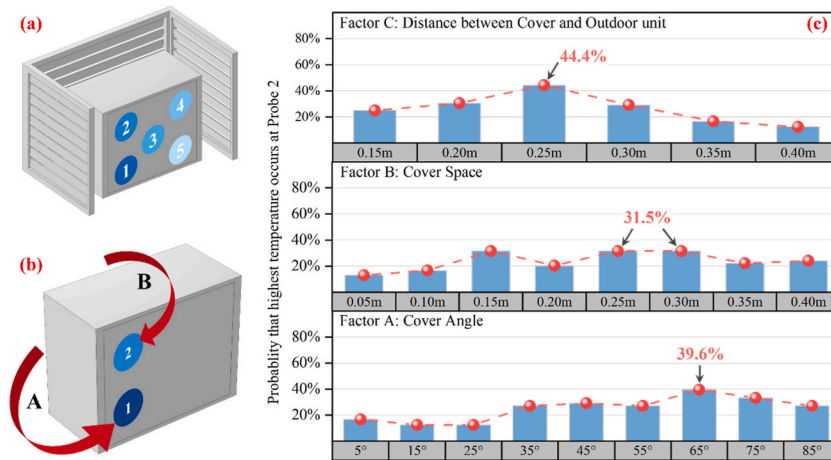 (a)
2
4
3
1
5
(b)
B
2
A
1
(c)
Probablity that highest temperature occurs at Probe 2
Factor C: Distance between Cover and Outdoor unit
80%
60%
40%
20%
44.4%
0.15m 0.20m 0.25m 0.30m 0.35m 0.40m
Factor B: Cover Space
80%
60%
40%
20%
31.5%
0.05m 0.10m 0.15m 0.20m 0.25m 0.30m 0.35m 0.40m
Factor A: Cover Angle
80%
60%
40%
20%
39.6%
5° 15° 25° 35° 45° 55° 65° 75° 85°